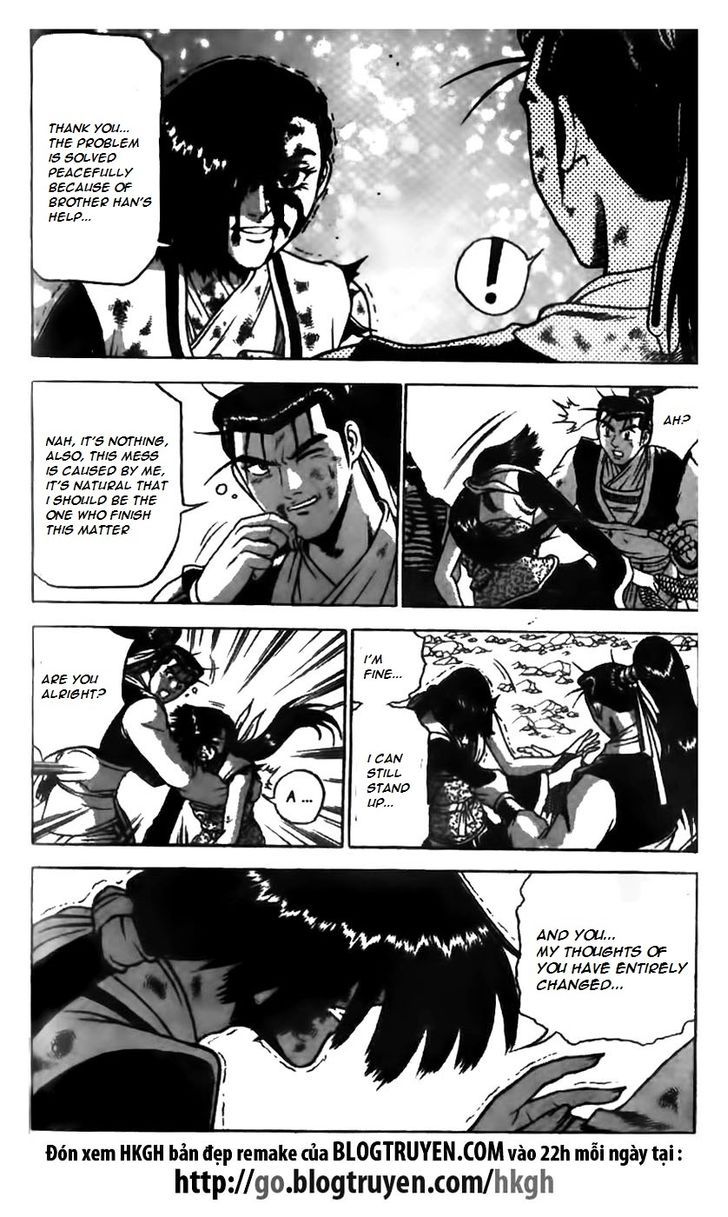 THANK YOU...
THE PROBLEM
IS SOLVED
PEACEFULLY
BECAUSE OF
BROTHER HAN'S
HELP...
!
NAH, IT'S NOTHING,
ALSO, THIS MESS
IS CAUSED BY ME,
IT'S NATURAL THAT
I SHOULD BE THE
ONE WHO FINISH
THIS MATTER
AH?
ARE YOU
ALRIGHT?
A ...
I'M
FINE...
I CAN
STILL
STAND
UP...
AND YOU...
MY THOUGHTS OF
YOU HAVE ENTIRELY
CHANGED...
Đón xem HKGH bản đẹp remake của BLOGTRUYEN.COM vào 22h mỗi ngày tại :
http://go.blogtruyen.com/hkgh